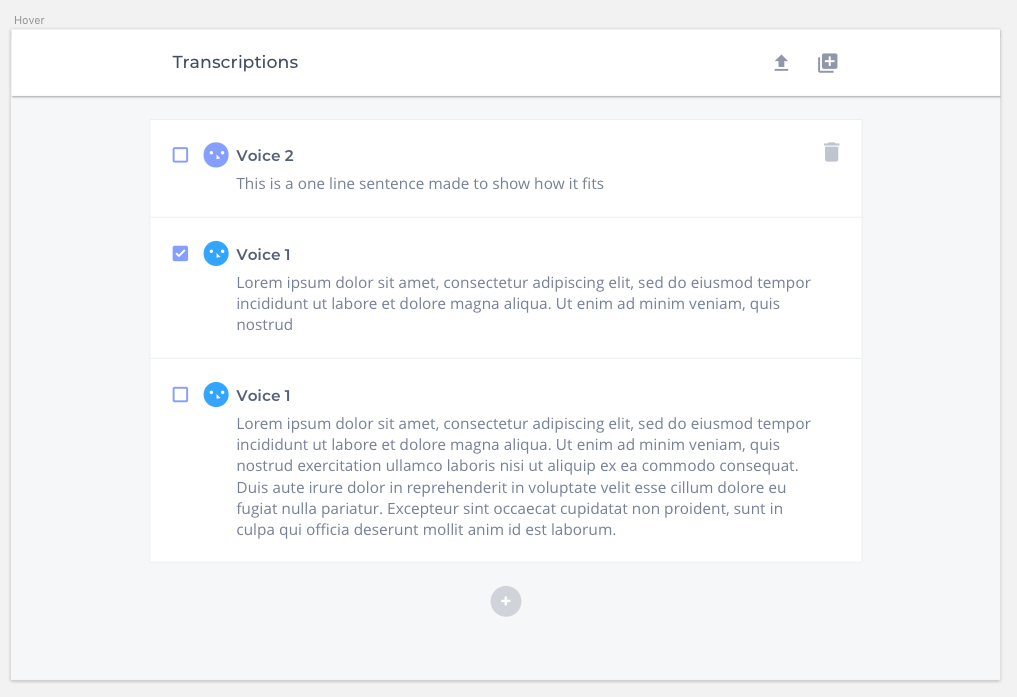 Hover
Transcriptions
Voice 2
This is a one line sentence made to show how it fits
Voice 1
Lorem ipsum dolor sit amet, consectetur adipiscing elit, sed do eiusmod tempor
incididunt ut labore et dolore magna aliqua. Ut enim ad minim veniam, quis
nostrud
Voice 1
Lorem ipsum dolor sit amet, consectetur adipiscing elit, sed do eiusmod tempor
incididunt ut labore et dolore magna aliqua. Ut enim ad minim veniam, quis
nostrud exercitation ullamco laboris nisi ut aliquip ex ea commodo consequat.
Duis aute irure dolor in reprehenderit in voluptate velit esse cillum dolore eu
fugiat nulla pariatur. Excepteur sint occaecat cupidatat non proident, sunt in
culpa qui officia deserunt mollit anim id est laborum.